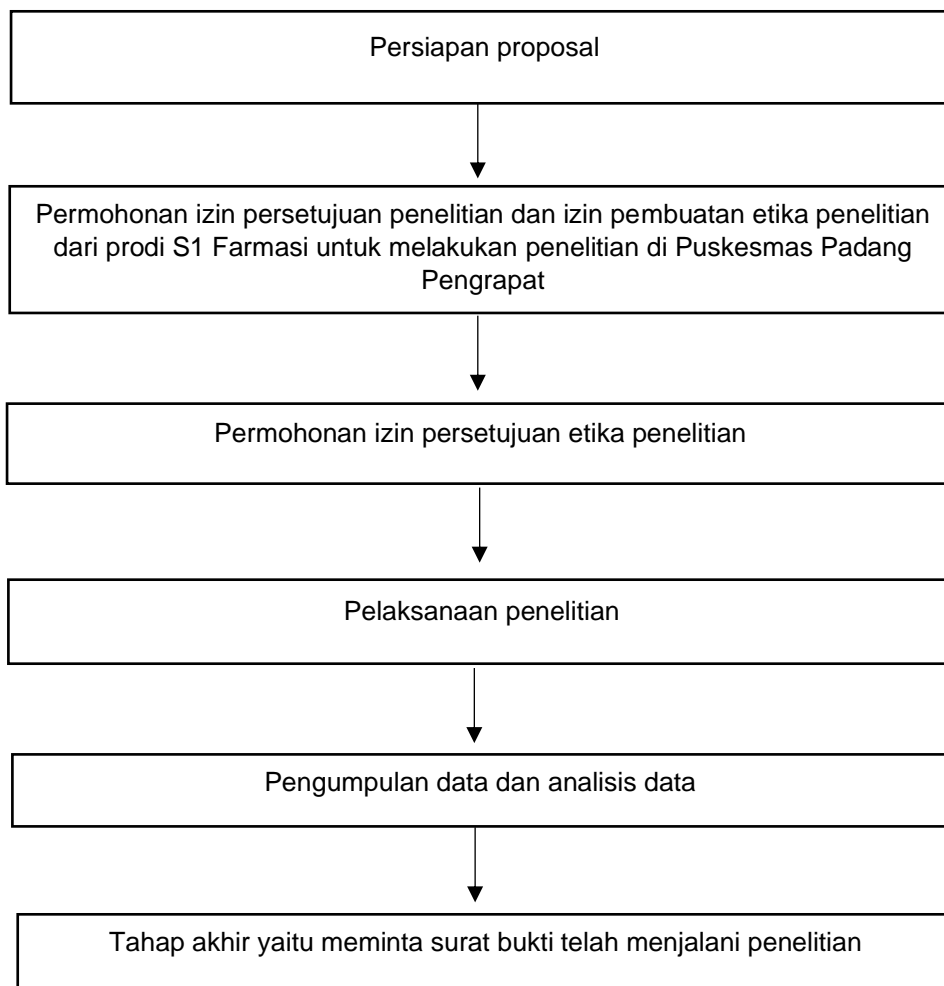 Persiapan proposal
Permohonan izin persetujuan penelitian dan izin pembuatan etika penelitian
dari prodi S1 Farmasi untuk melakukan penelitian di Puskesmas Padang
Pengrapat
Permohonan izin persetujuan etika penelitian
Pelaksanaan penelitian
Pengumpulan data dan analisis data
Tahap akhir yaitu meminta surat bukti telah menjalani penelitian